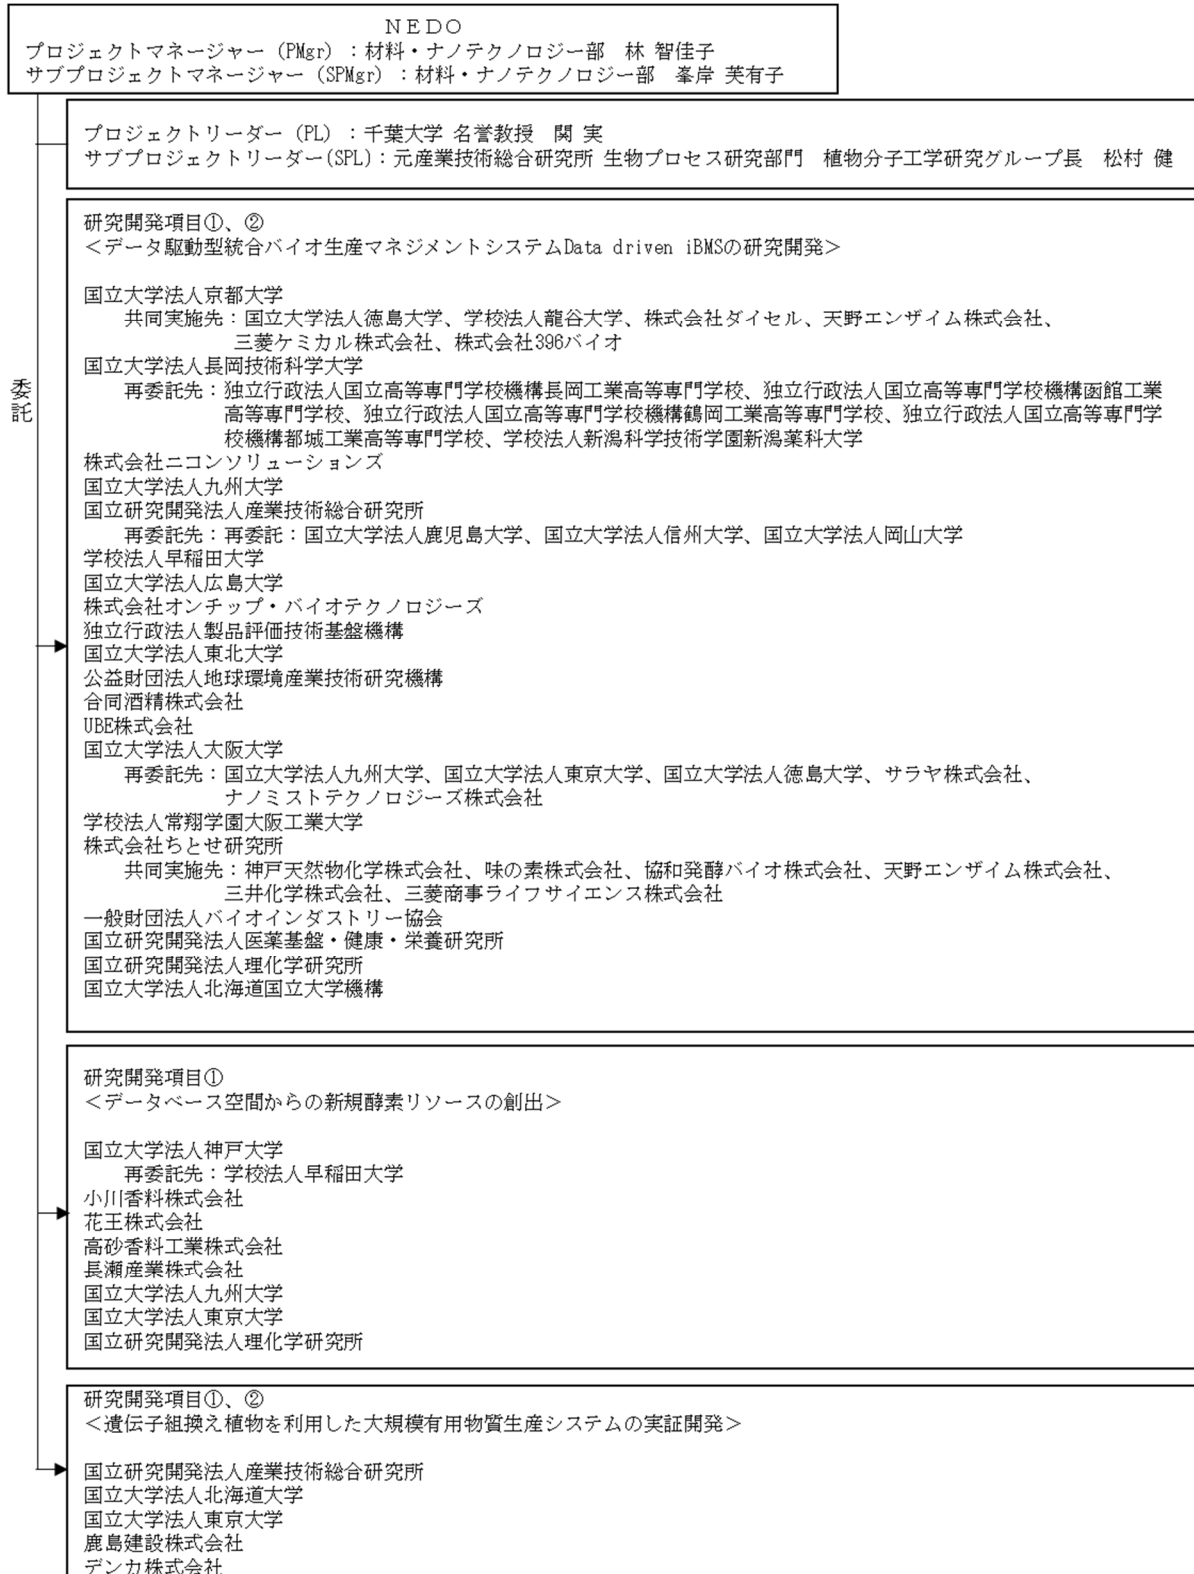 NEDO
プロジェクトマネージャー (PMgr) ：材料・ナノテクノロジー部　林 智佳子
サブプロジェクトマネージャー (SPMgr) ：材料・ナノテクノロジー部　峯岸 芙有子
プロジェクトリーダー (PL) ：千葉大学 名誉教授　関 実
サブプロジェクトリーダー(SPL)：元産業技術総合研究所 生物プロセス研究部門　植物分子工学研究グループ長　松村 健
委託
研究開発項目①、②
＜データ駆動型統合バイオ生産マネジメントシステムData driven iBMSの研究開発＞
国立大学法人京都大学
共同実施先：国立大学法人徳島大学、学校法人龍谷大学、株式会社ダイセル、天野エンザイム株式会社、
三菱ケミカル株式会社、株式会社396バイオ
国立大学法人長岡技術科学大学
再委託先：独立行政法人国立高等専門学校機構長岡工業高等専門学校、独立行政法人国立高等専門学校機構函館工業
高等専門学校、独立行政法人国立高等専門学校機構鶴岡工業高等専門学校、独立行政法人国立高等専門学
校機構都城工業高等専門学校、学校法人新潟科学技術学園新潟薬科大学
株式会社ニコンソリューションズ
国立大学法人九州大学
国立研究開発法人産業技術総合研究所
再委託先：再委託：国立大学法人鹿児島大学、国立大学法人信州大学、国立大学法人岡山大学
学校法人早稲田大学
国立大学法人広島大学
株式会社オンチップ・バイオテクノロジーズ
独立行政法人製品評価技術基盤機構
国立大学法人東北大学
公益財団法人地球環境産業技術研究機構
合同酒精株式会社
UBE株式会社
国立大学法人大阪大学
再委託先：国立大学法人九州大学、国立大学法人東京大学、国立大学法人徳島大学、サラヤ株式会社、
ナノミストテクノロジーズ株式会社
学校法人常翔学園大阪工業大学
株式会社ちとせ研究所
共同実施先：神戸天然物化学株式会社、味の素株式会社、協和発酵バイオ株式会社、天野エンザイム株式会社、
三井化学株式会社、三菱商事ライフサイエンス株式会社
一般財団法人バイオインダストリー協会
国立研究開発法人医薬基盤・健康・栄養研究所
国立研究開発法人理化学研究所
国立大学法人北海道国立大学機構
研究開発項目①
＜データベース空間からの新規酵素リソースの創出＞
国立大学法人神戸大学
再委託先：学校法人早稲田大学
小川香料株式会社
花王株式会社
高砂香料工業株式会社
長瀬産業株式会社
国立大学法人九州大学
国立大学法人東京大学
国立研究開発法人理化学研究所
研究開発項目①、②
＜遺伝子組換え植物を利用した大規模有用物質生産システムの実証開発＞
国立研究開発法人産業技術総合研究所
国立大学法人北海道大学
国立大学法人東京大学
鹿島建設株式会社
デンカ株式会社